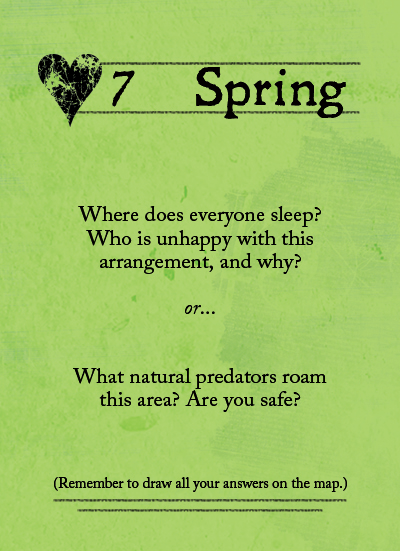 7 Spring
Where does everyone sleep?
Who is unhappy with this
arrangement, and why?
or...
What natural predators roam
this area? Are you safe?
(Remember to draw all your answers on the map.)